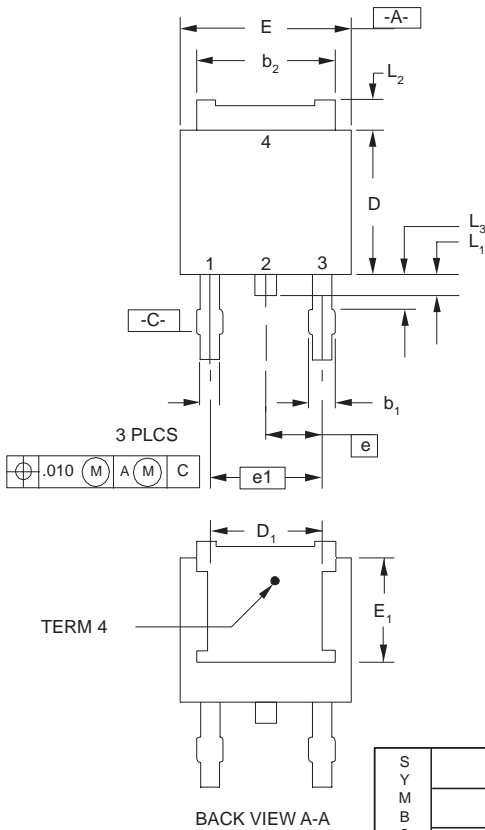 E
-A-
b2
L2
4
D
L3
L1
1 2 3
-C-
b1
3 PLCS
e
.010 M A M C
e1
D1
TERM 4
E1
BACK VIEW A-A
S
Y
M
B